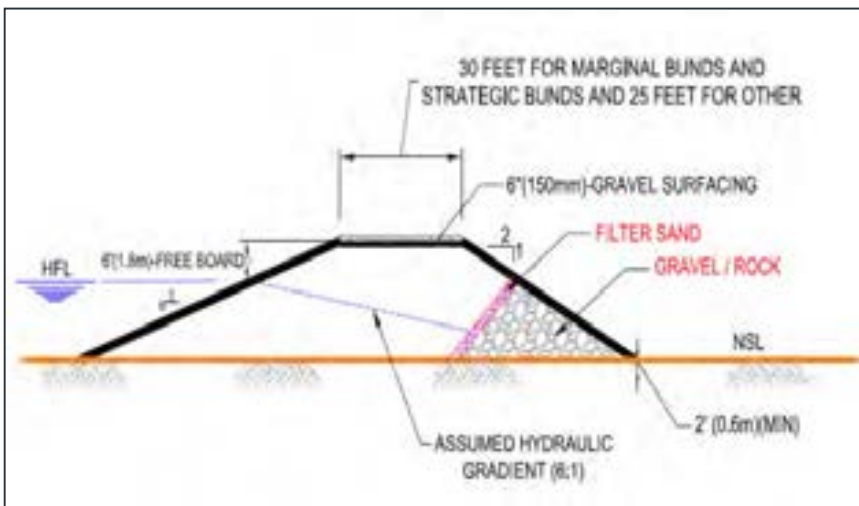 30 FEET FOR MARGINAL BUNDS AND
STRATEGIC BUNDS AND 25 FEET FOR OTHER
6"(150mm)-GRAVEL SURFACING
2
1
FILTER SAND
GRAVEL / ROCK
HFL
6'(1.8m)-FREE BOARD
NSL
2' (0.6m)(MIN)
ASSUMED HYDRAULIC
GRADIENT (6:1)